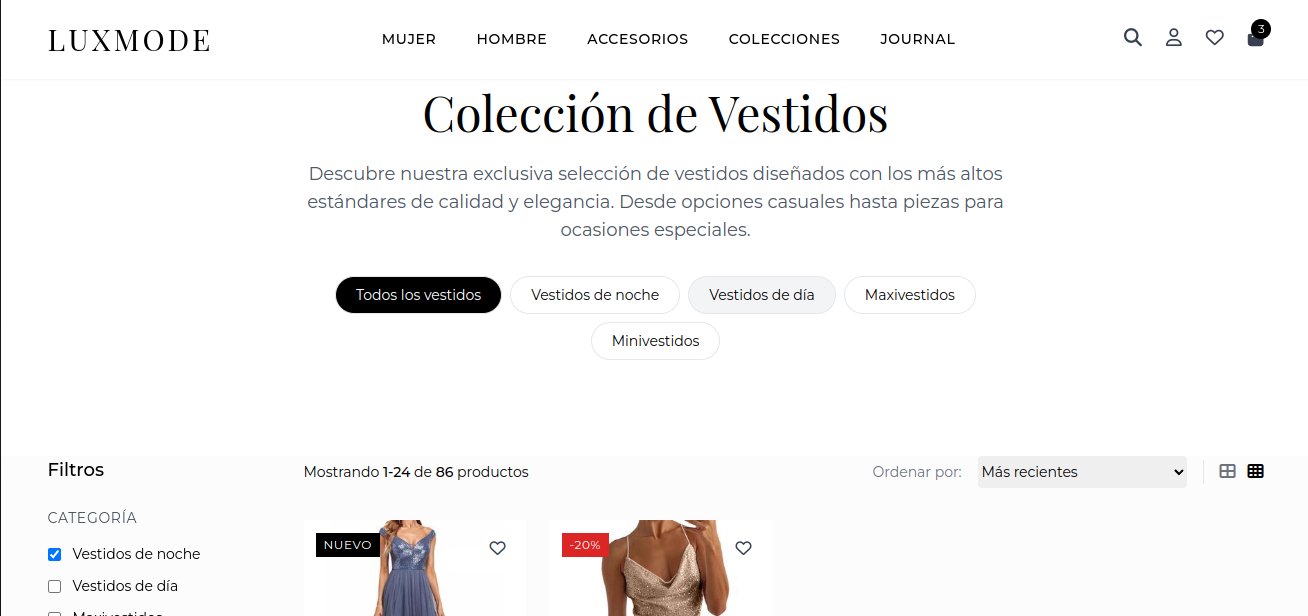 LUXMODE
MUJER HOMBRE ACCESORIOS COLECCIONES JOURNAL
3
Colección de Vestidos
Descubre nuestra exclusiva selección de vestidos diseñados con los más altos
estándares de calidad y elegancia. Desde opciones casuales hasta piezas para
ocasiones especiales.
Todos los vestidos Vestidos de noche Vestidos de día Maxivestidos
Minivestidos
Filtros
Mostrando 1-24 de 86 productos
Ordenar por: Más recientes
CATEGORÍA
Vestidos de noche
Vestidos de día
Maxivestidos
NUEVO
-20%